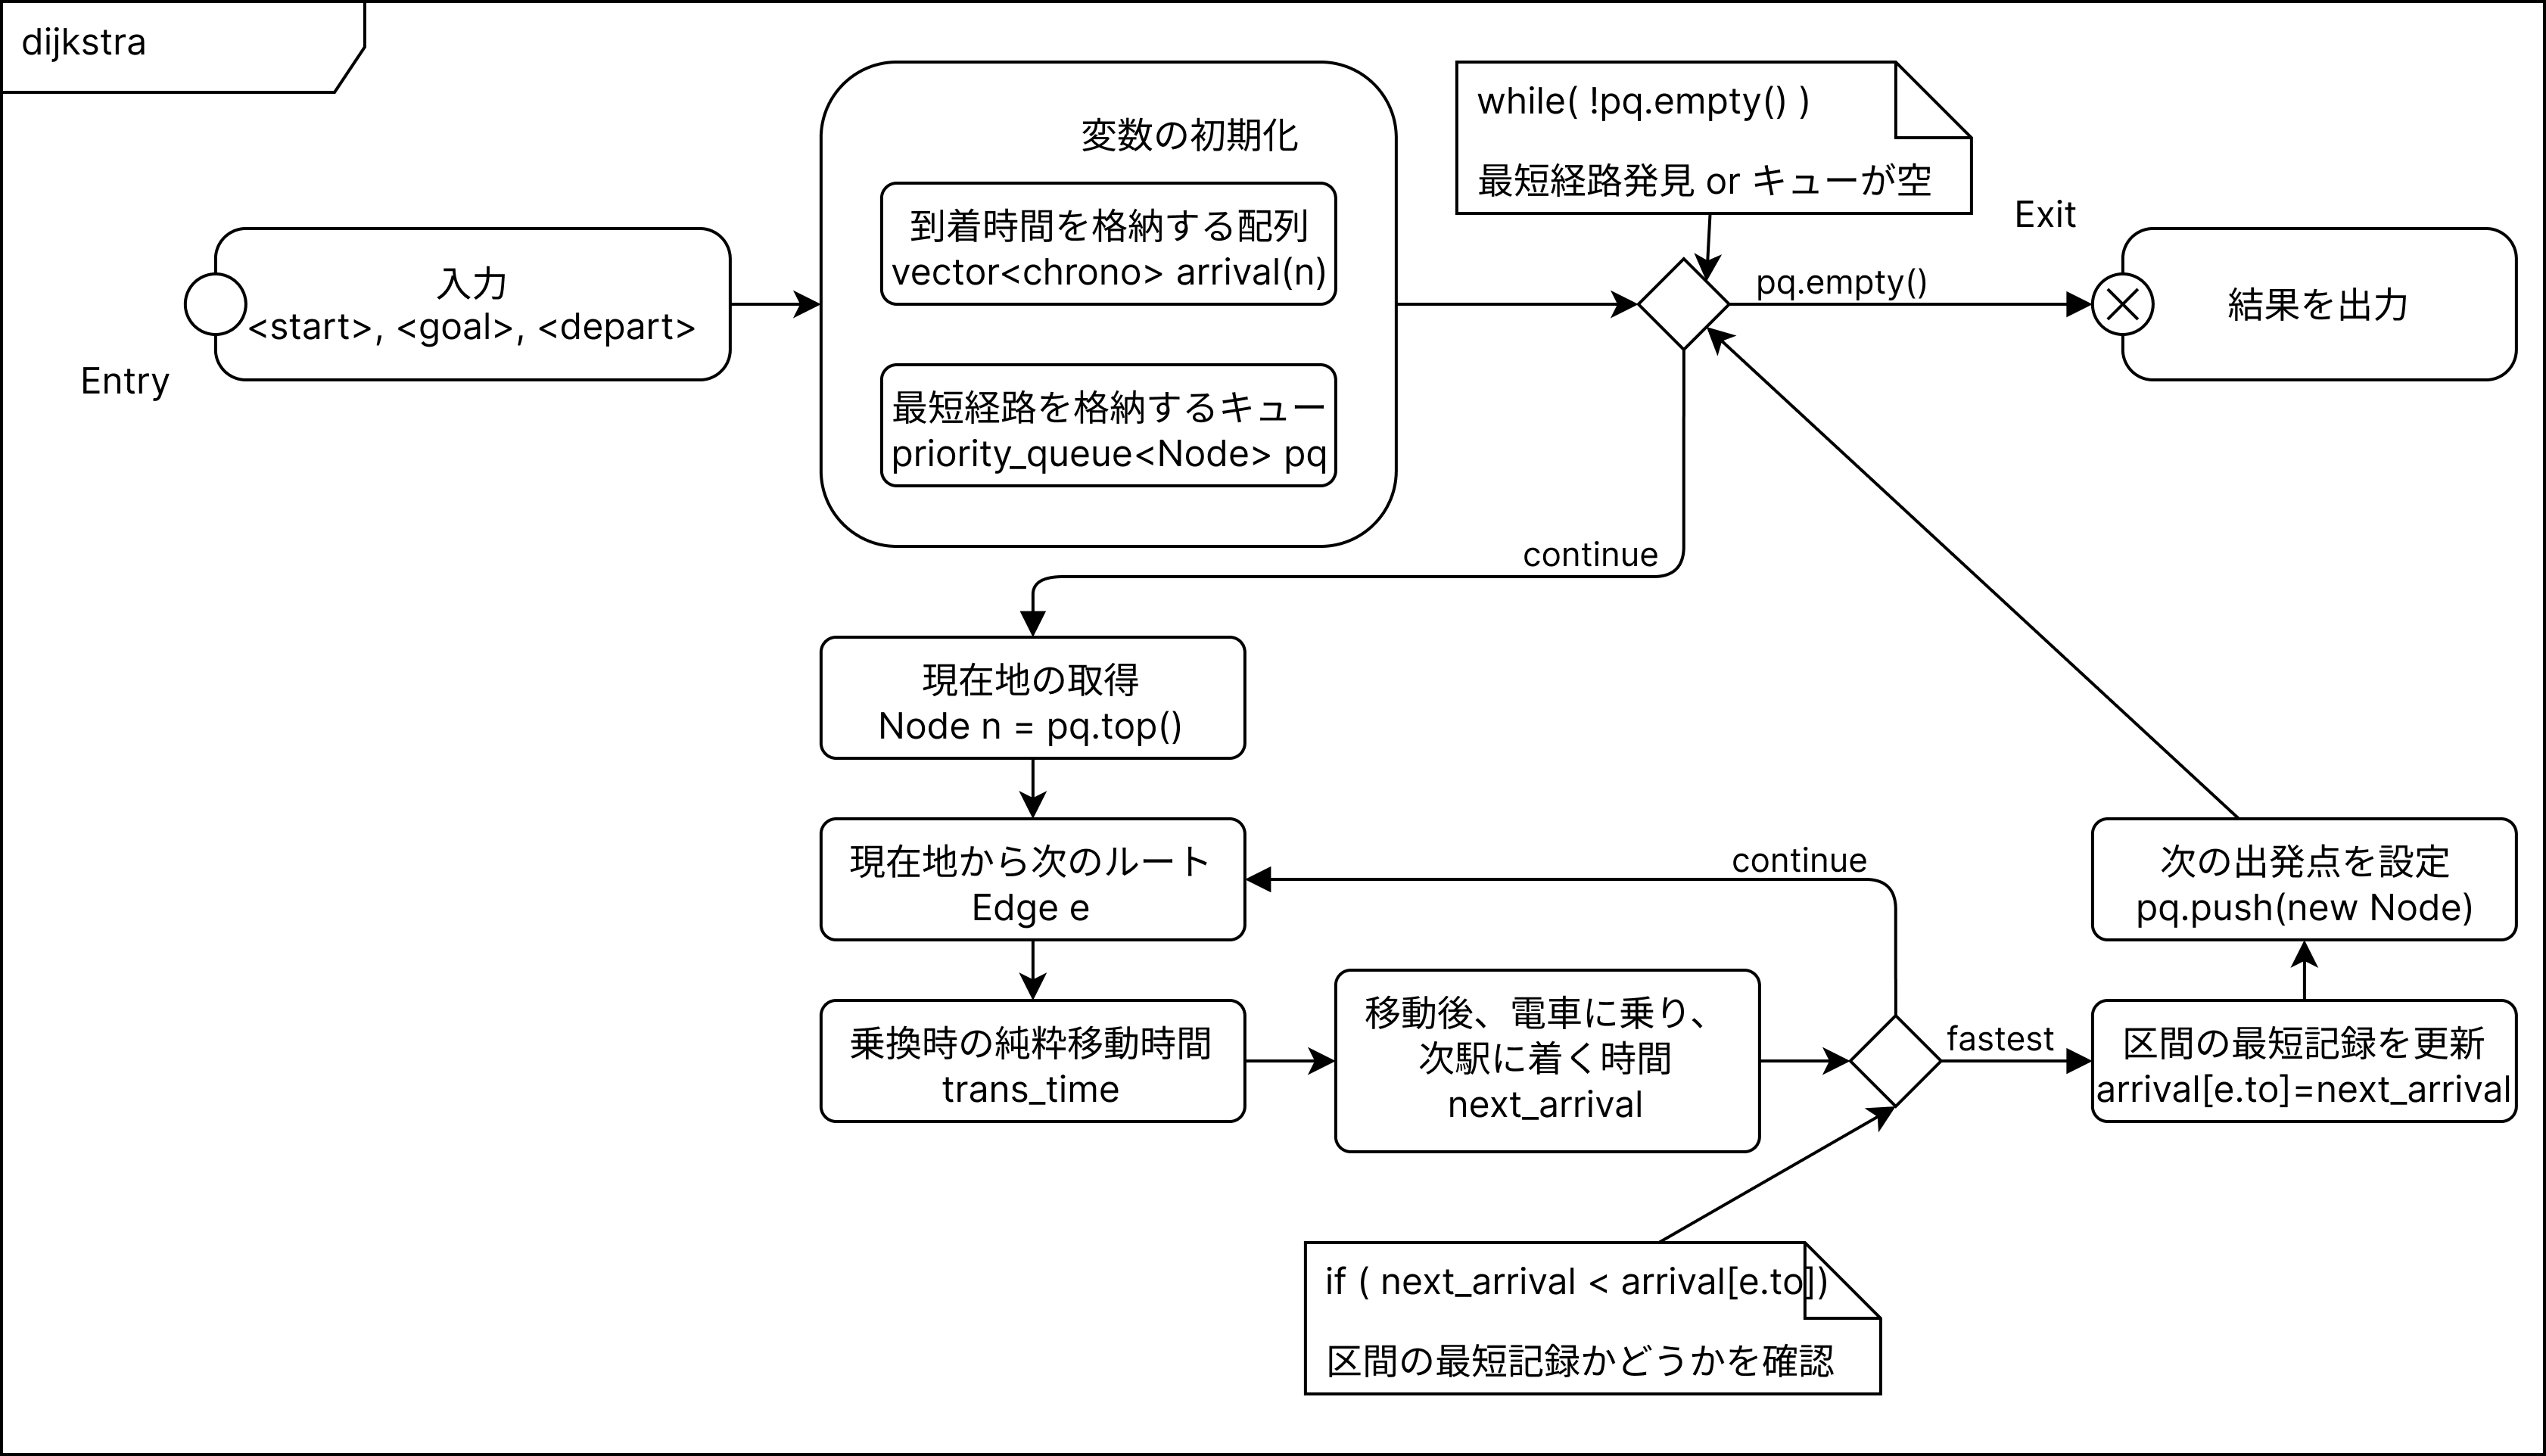 dijkstra
Entry
入力
<start>, <goal>, <depart>
変数の初期化
到着時間を格納する配列
vector<chrono> arrival(n)
最短経路を格納するキュー
priority_queue<Node> pq
while( !pq.empty() )
最短経路発見 or キューが空
pq.empty()
Exit
結果を出力
continue
現在地の取得
Node n = pq.top()
現在地から次のルート
Edge e
乗換時の純粋移動時間
trans_time
移動後、電車に乗り、
次駅に着く時間
next_arrival
continue
fastest
if ( next_arrival < arrival[e.to])
区間の最短記録かどうかを確認
区間の最短記録を更新
arrival[e.to]=next_arrival
次の出発点を設定
pq.push(new Node)